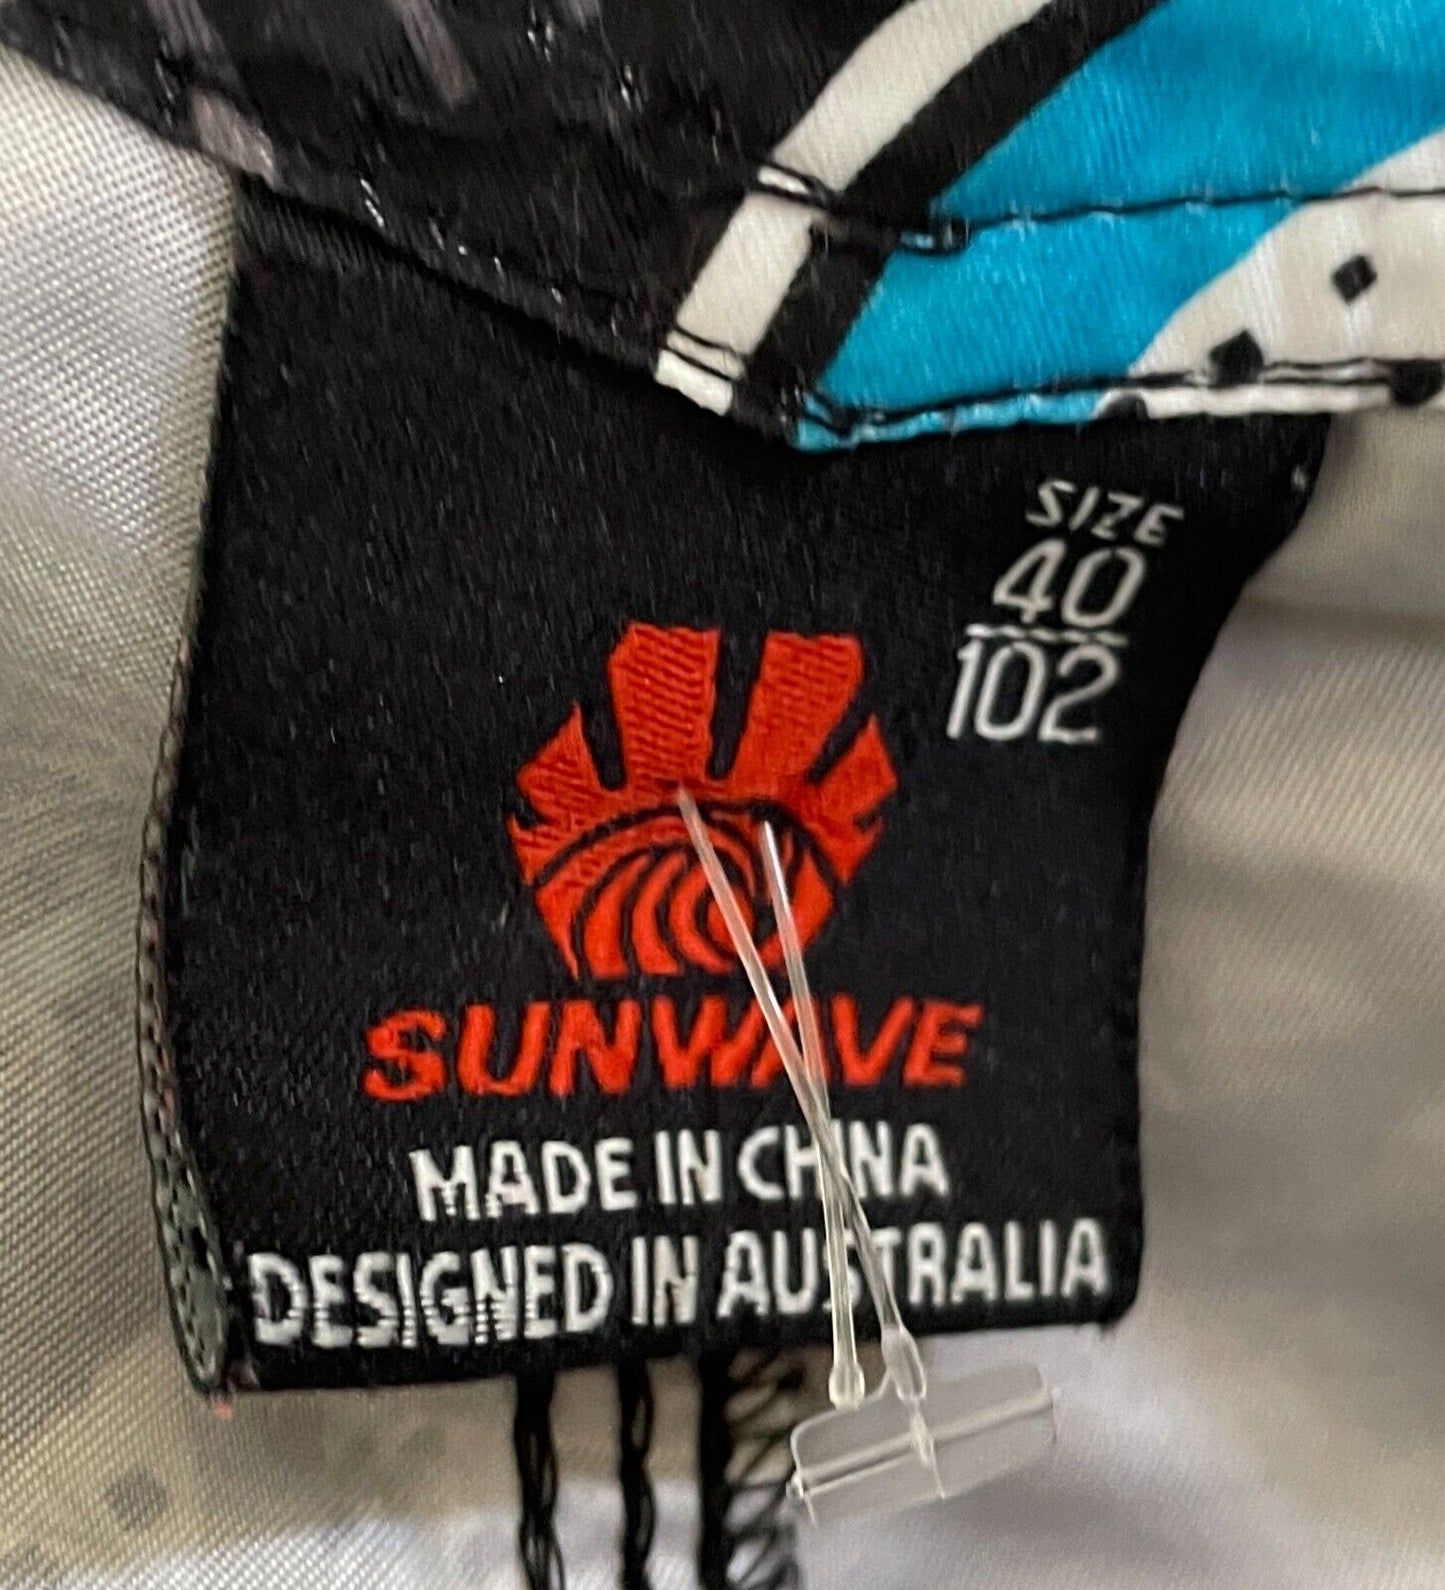 SIZE
40
102
SUNWAVE
MADE IN CHINA
DESIGNED IN AUSTRALIA